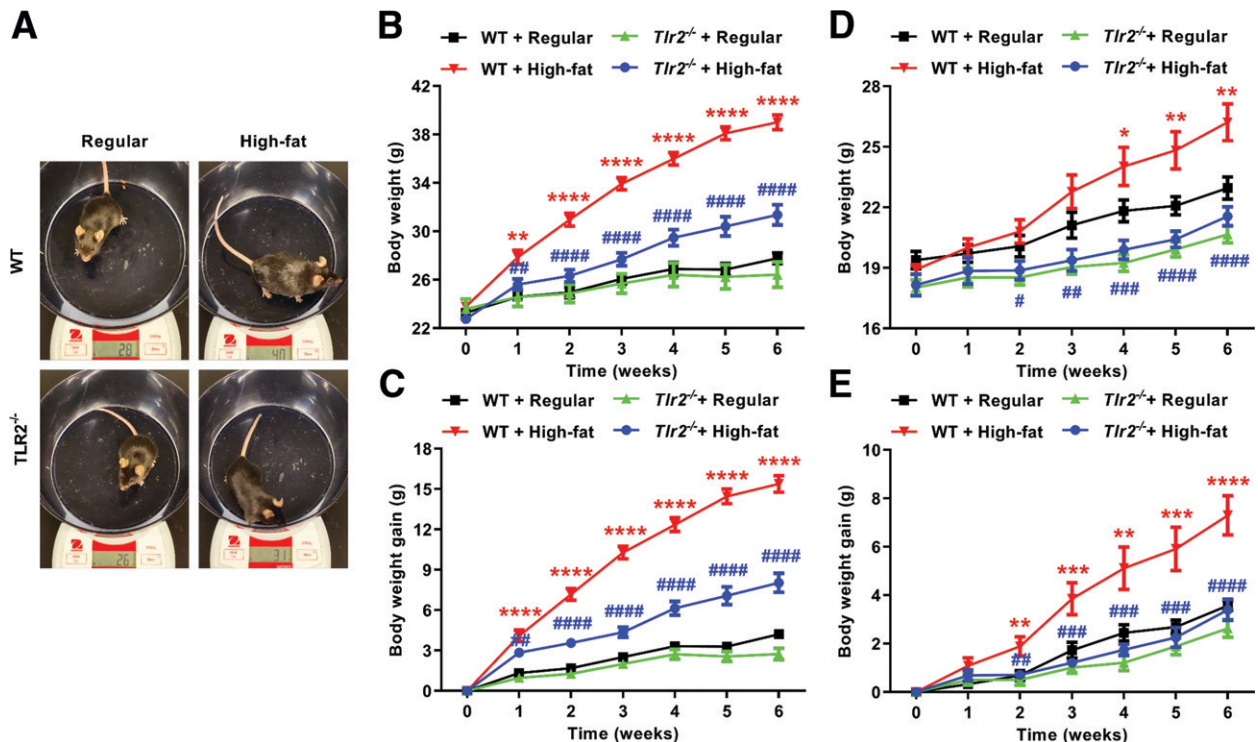 A
Regular
High-fat
WT
28
40
TLR2-/-
26
31
B
WT + Regular
Tlr2-/-+ Regular
WT + High-fat
Tlr2-/-+ High-fat
Body weight (g)
42
38
34
30
26
22
**
****
****
****
****
****
##
####
####
####
####
####
0 1 2 3 4 5 6
Time (weeks)
C
WT + Regular
Tlr2-/-+ Regular
WT + High-fat
Tlr2-/-+ High-fat
Body weight gain (g)
18
15
12
9
6
3
0
****
****
****
****
****
****
##
####
####
####
####
####
0 1 2 3 4 5 6
Time (weeks)
D
WT + Regular
Tlr2-/-+ Regular
WT + High-fat
Tlr2-/-+ High-fat
Body weight (g)
28
25
22
19
16
*
**
**
#
##
###
####
####
0 1 2 3 4 5 6
Time (weeks)
E
WT + Regular
Tlr2-/-+ Regular
WT + High-fat
Tlr2-/-+ High-fat
Body weight gain (g)
10
8
6
4
2
0
**
***
**
***
****
##
###
###
###
####
0 1 2 3 4 5 6
Time (weeks)